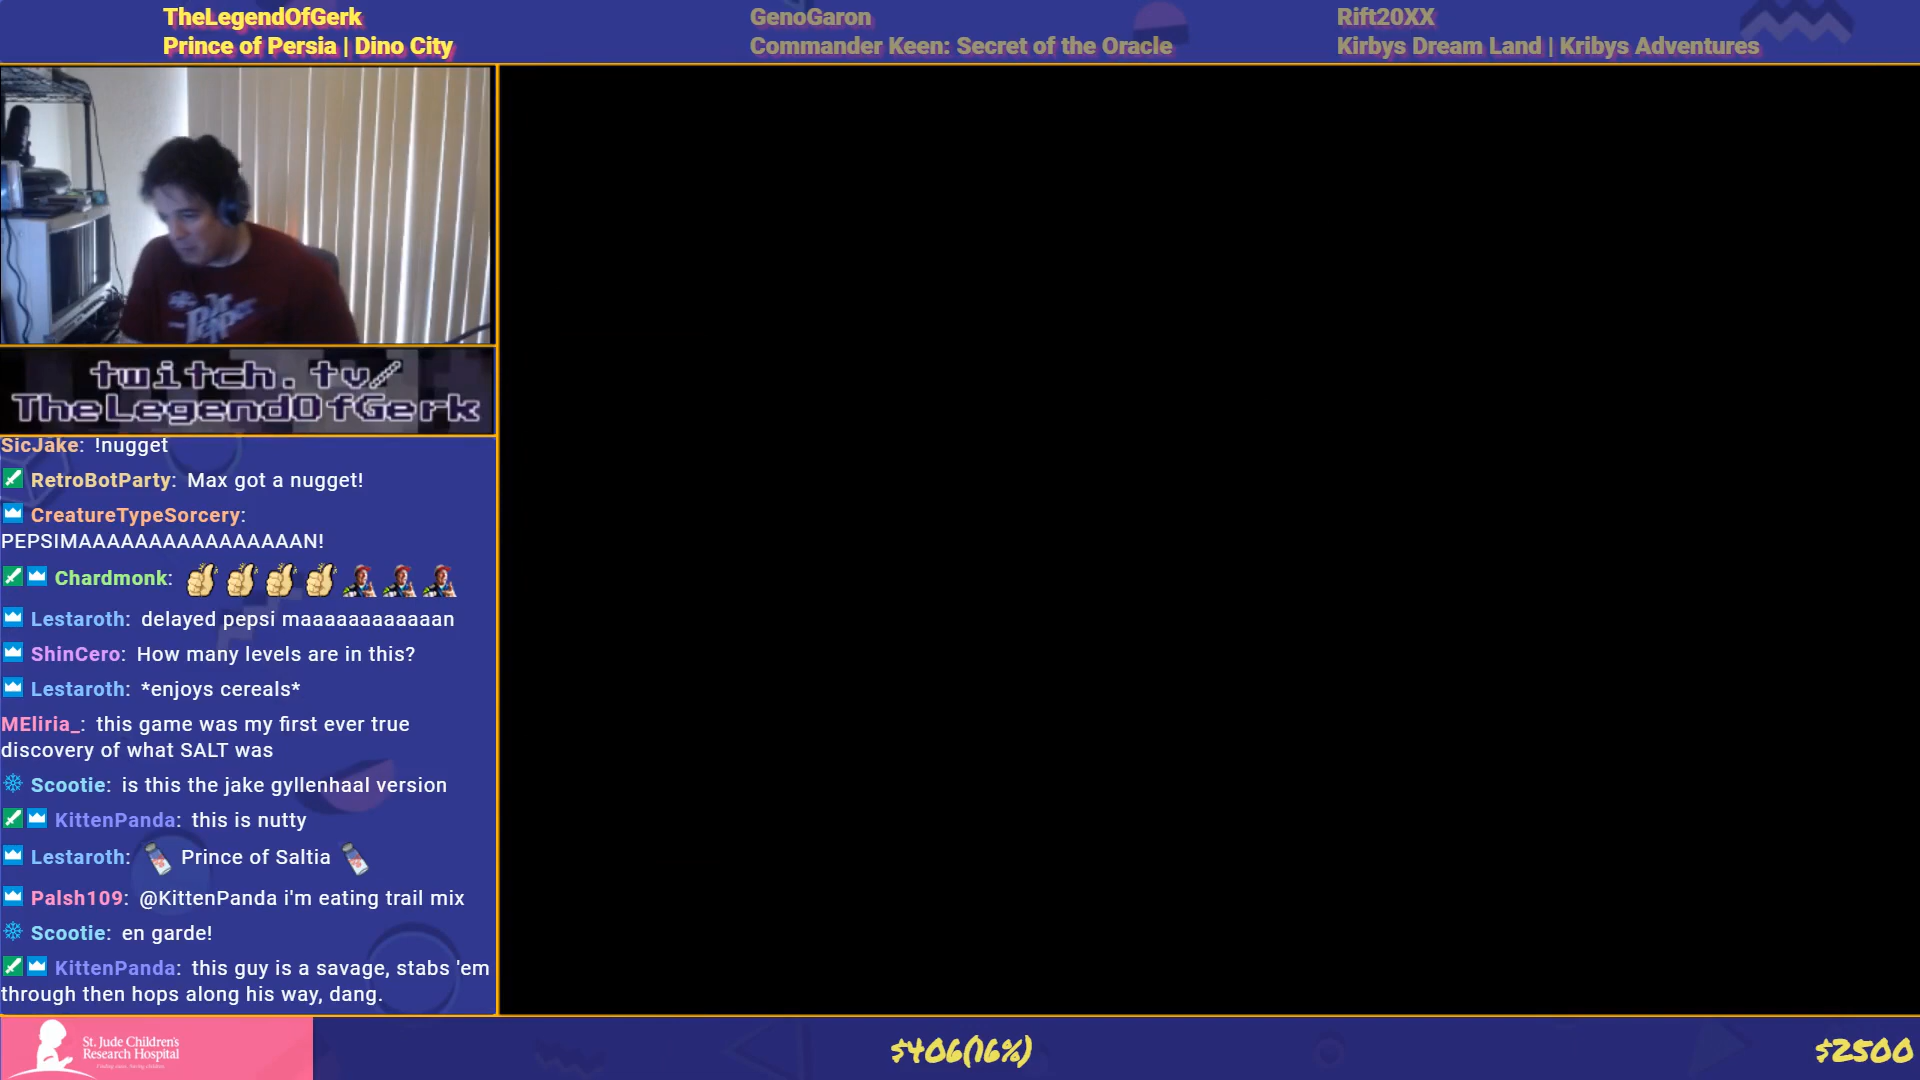 TheLegendOfGerk
Prince of Persia | Dino City
GenoGaron
Commander Keen: Secret of the Oracle
Rift20XX
Kirbys Dream Land | Kribys Adventures
Dr Pepper
twitch.tv/
TheLegendOfGerk
SicJake: !nugget
RetroBotParty: Max got a nugget!
CreatureTypeSorcery:
PEPSIMAAAAAAAAAAAAAAAAN!
Chardmonk:
Lestaroth: delayed pepsi maaaaaaaaaaaan
ShinCero: How many levels are in this?
Lestaroth: *enjoys cereals*
MEliria_: this game was my first ever true
discovery of what SALT was
Scootie: is this the jake gyllenhaal version
KittenPanda: this is nutty
Lestaroth: Prince of Saltia
Palsh109: @KittenPanda i'm eating trail mix
Scootie: en garde!
KittenPanda: this guy is a savage, stabs 'em
through then hops along his way, dang.
St. Jude Children's
Research Hospital
$406(16%)
$2500